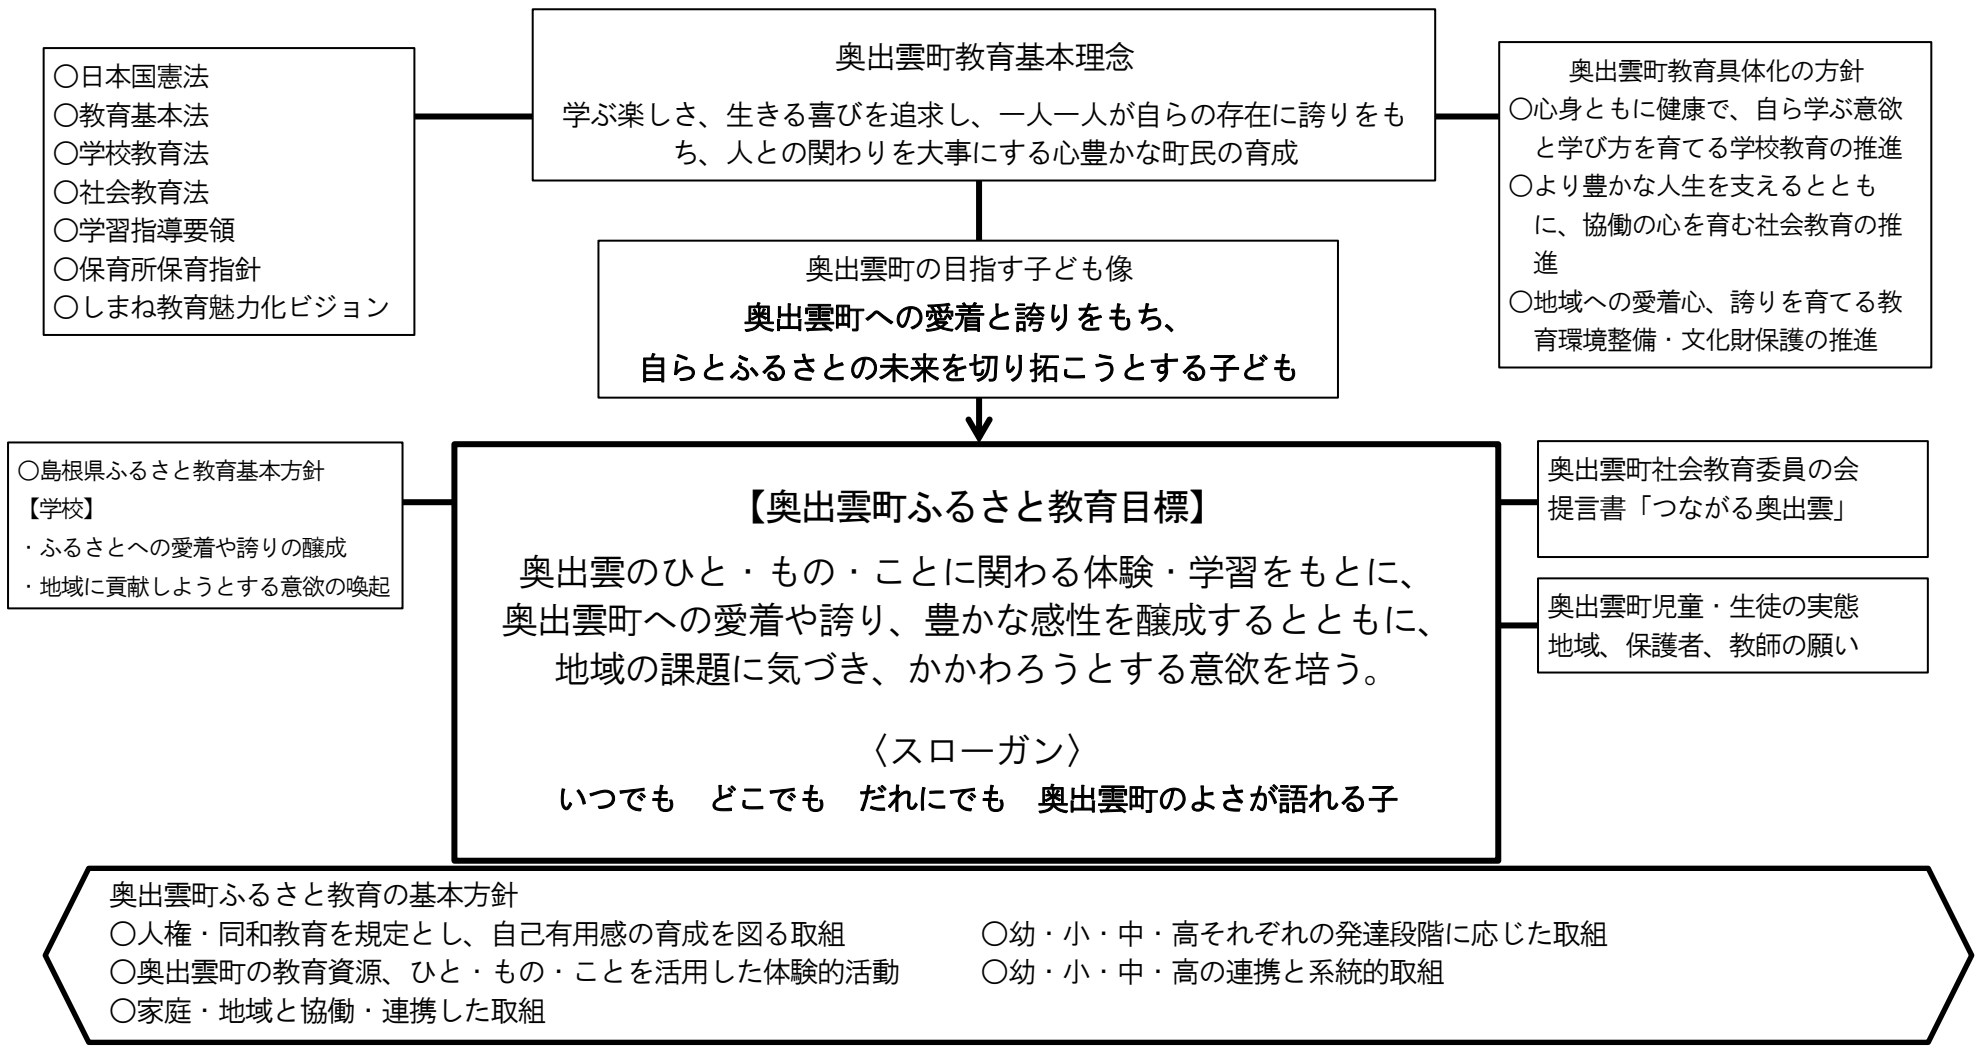 ○日本国憲法
○教育基本法
○学校教育法
○社会教育法
○学習指導要領
○保育所保育指針
○しまね教育魅力化ビジョン
奥出雲町教育基本理念
学ぶ楽しさ、生きる喜びを追求し、一人一人が自らの存在に誇りをも
ち、人との関わりを大事にする心豊かな町民の育成
奥出雲町教育具体化の方針
○心身ともに健康で、自ら学ぶ意欲
と学び方を育てる学校教育の推進
○より豊かな人生を支えるととも
に、協働の心を育む社会教育の推
進
○地域への愛着心、誇りを育てる教
育環境整備・文化財保護の推進
奥出雲町の目指す子ども像
奥出雲町への愛着と誇りをもち、
自らとふるさとの未来を切り拓こうとする子ども
○島根県ふるさと教育基本方針
【学校】
・ふるさとへの愛着や誇りの醸成
・地域に貢献しようとする意欲の喚起
【奥出雲町ふるさと教育目標】
奥出雲のひと・もの・ことに関わる体験・学習をもとに、
奥出雲町への愛着や誇り、豊かな感性を醸成するとともに、
地域の課題に気づき、かかわろうとする意欲を培う。
〈スローガン〉
いつでも　どこでも　だれにでも　奥出雲町のよさが語れる子
奥出雲町社会教育委員の会
提言書「つながる奥出雲」
奥出雲町児童・生徒の実態
地域、保護者、教師の願い
奥出雲町ふるさと教育の基本方針
○人権・同和教育を規定とし、自己有用感の育成を図る取組
○奥出雲町の教育資源、ひと・もの・ことを活用した体験的活動
○家庭・地域と協働・連携した取組
○幼・小・中・高それぞれの発達段階に応じた取組
○幼・小・中・高の連携と系統的取組